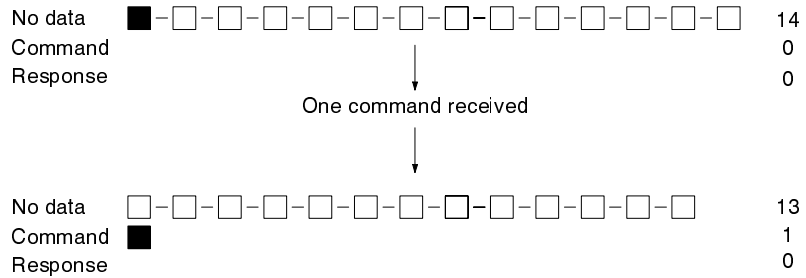 No data 14
Command 0
Response 0
One command received
No data 13
Command 1
Response 0